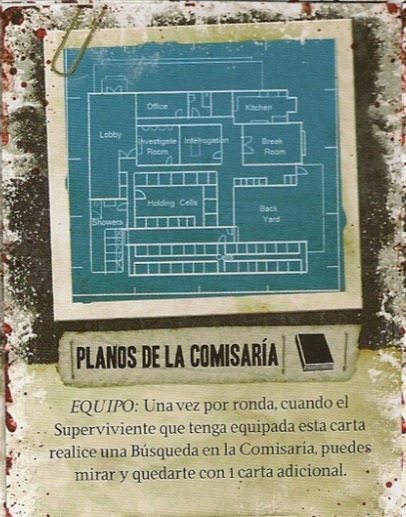 Office
Kitchen
Lobby
Investigate Interrogation Break
Room Room
Holding Cells
Back
Yard
Showers
PLANOS DE LA COMISARÍA
EQUIPO: Una vez por ronda, cuando el
Superviviente que tenga equipada esta carta
realice una Búsqueda en la Comisaría, puedes
mirar y quedarte con 1 carta adicional.